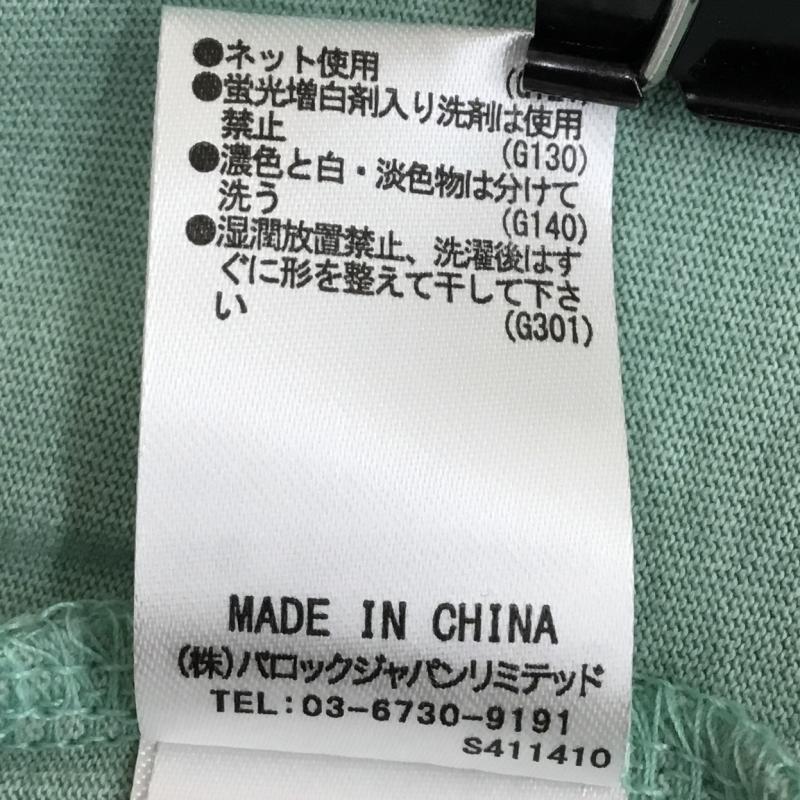 ●ネット使用
●蛍光増白剤入り洗剤は使用
禁止
(G130)
●濃色と白・淡色物は分けて
洗う
(G140)
●湿潤放置禁止、洗濯後はす
ぐに形を整えて干して下さ
い
(G301)
MADE IN CHINA
(株)バロックジャパンリミテッド
TEL:03-6730-9191
S411410